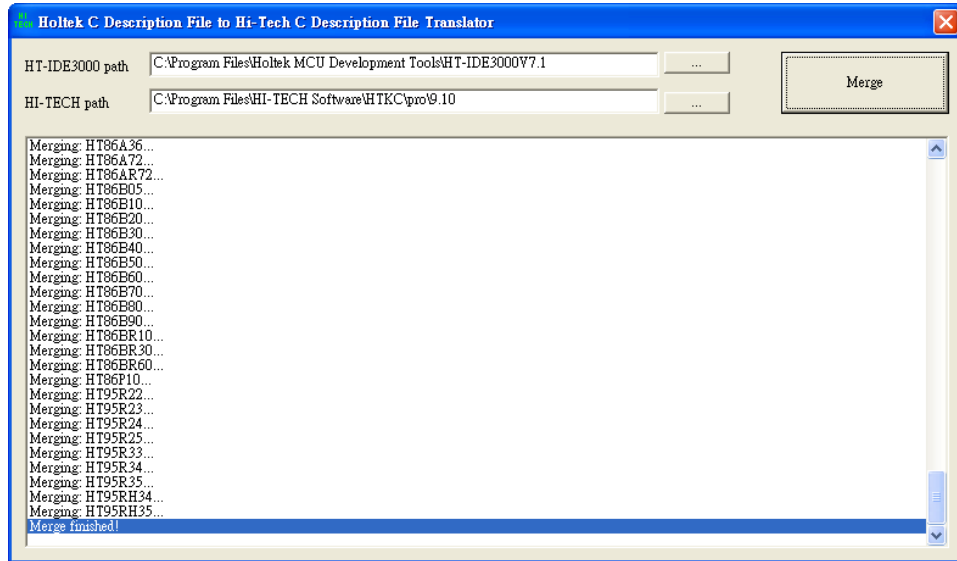 HI
TECH
Holtek C Description File to Hi-Tech C Description File Translator
HT-IDE3000 path
C:\Program Files\Holtek MCU Development Tools\HT-IDE3000V7.1
...
Merge
HI-TECH path
C:\Program Files\HI-TECH Software\HTKC\pro\9.10
...
Merging: HT86A36...
Merging: HT86A72...
Merging: HT86AR72...
Merging: HT86B05...
Merging: HT86B10...
Merging: HT86B20...
Merging: HT86B30...
Merging: HT86B40...
Merging: HT86B50...
Merging: HT86B60...
Merging: HT86B70...
Merging: HT86B80...
Merging: HT86B90...
Merging: HT86BR10...
Merging: HT86BR30...
Merging: HT86BR60...
Merging: HT86P10...
Merging: HT95R22...
Merging: HT95R23...
Merging: HT95R24...
Merging: HT95R25...
Merging: HT95R33...
Merging: HT95R34...
Merging: HT95R35...
Merging: HT95RH34...
Merging: HT95RH35...
Merge finished!